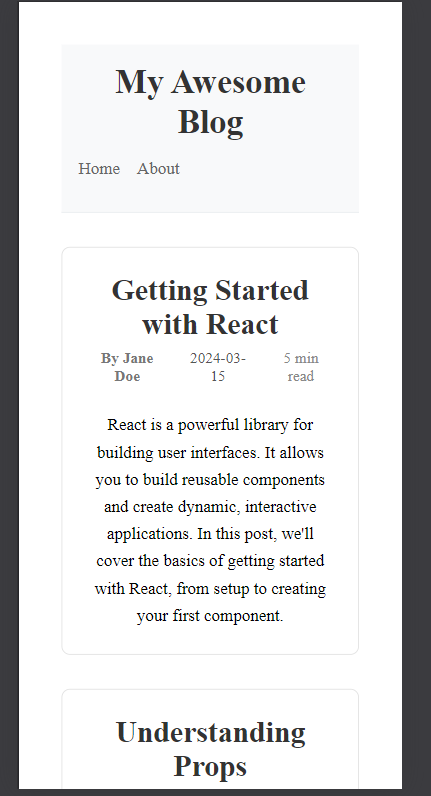 My Awesome
Blog
Home About
Getting Started
with React
By Jane
Doe
2024-03-
15
5 min
read
React is a powerful library for
building user interfaces. It allows
you to build reusable components
and create dynamic, interactive
applications. In this post, we'll
cover the basics of getting started
with React, from setup to creating
your first component.
Understanding
Props